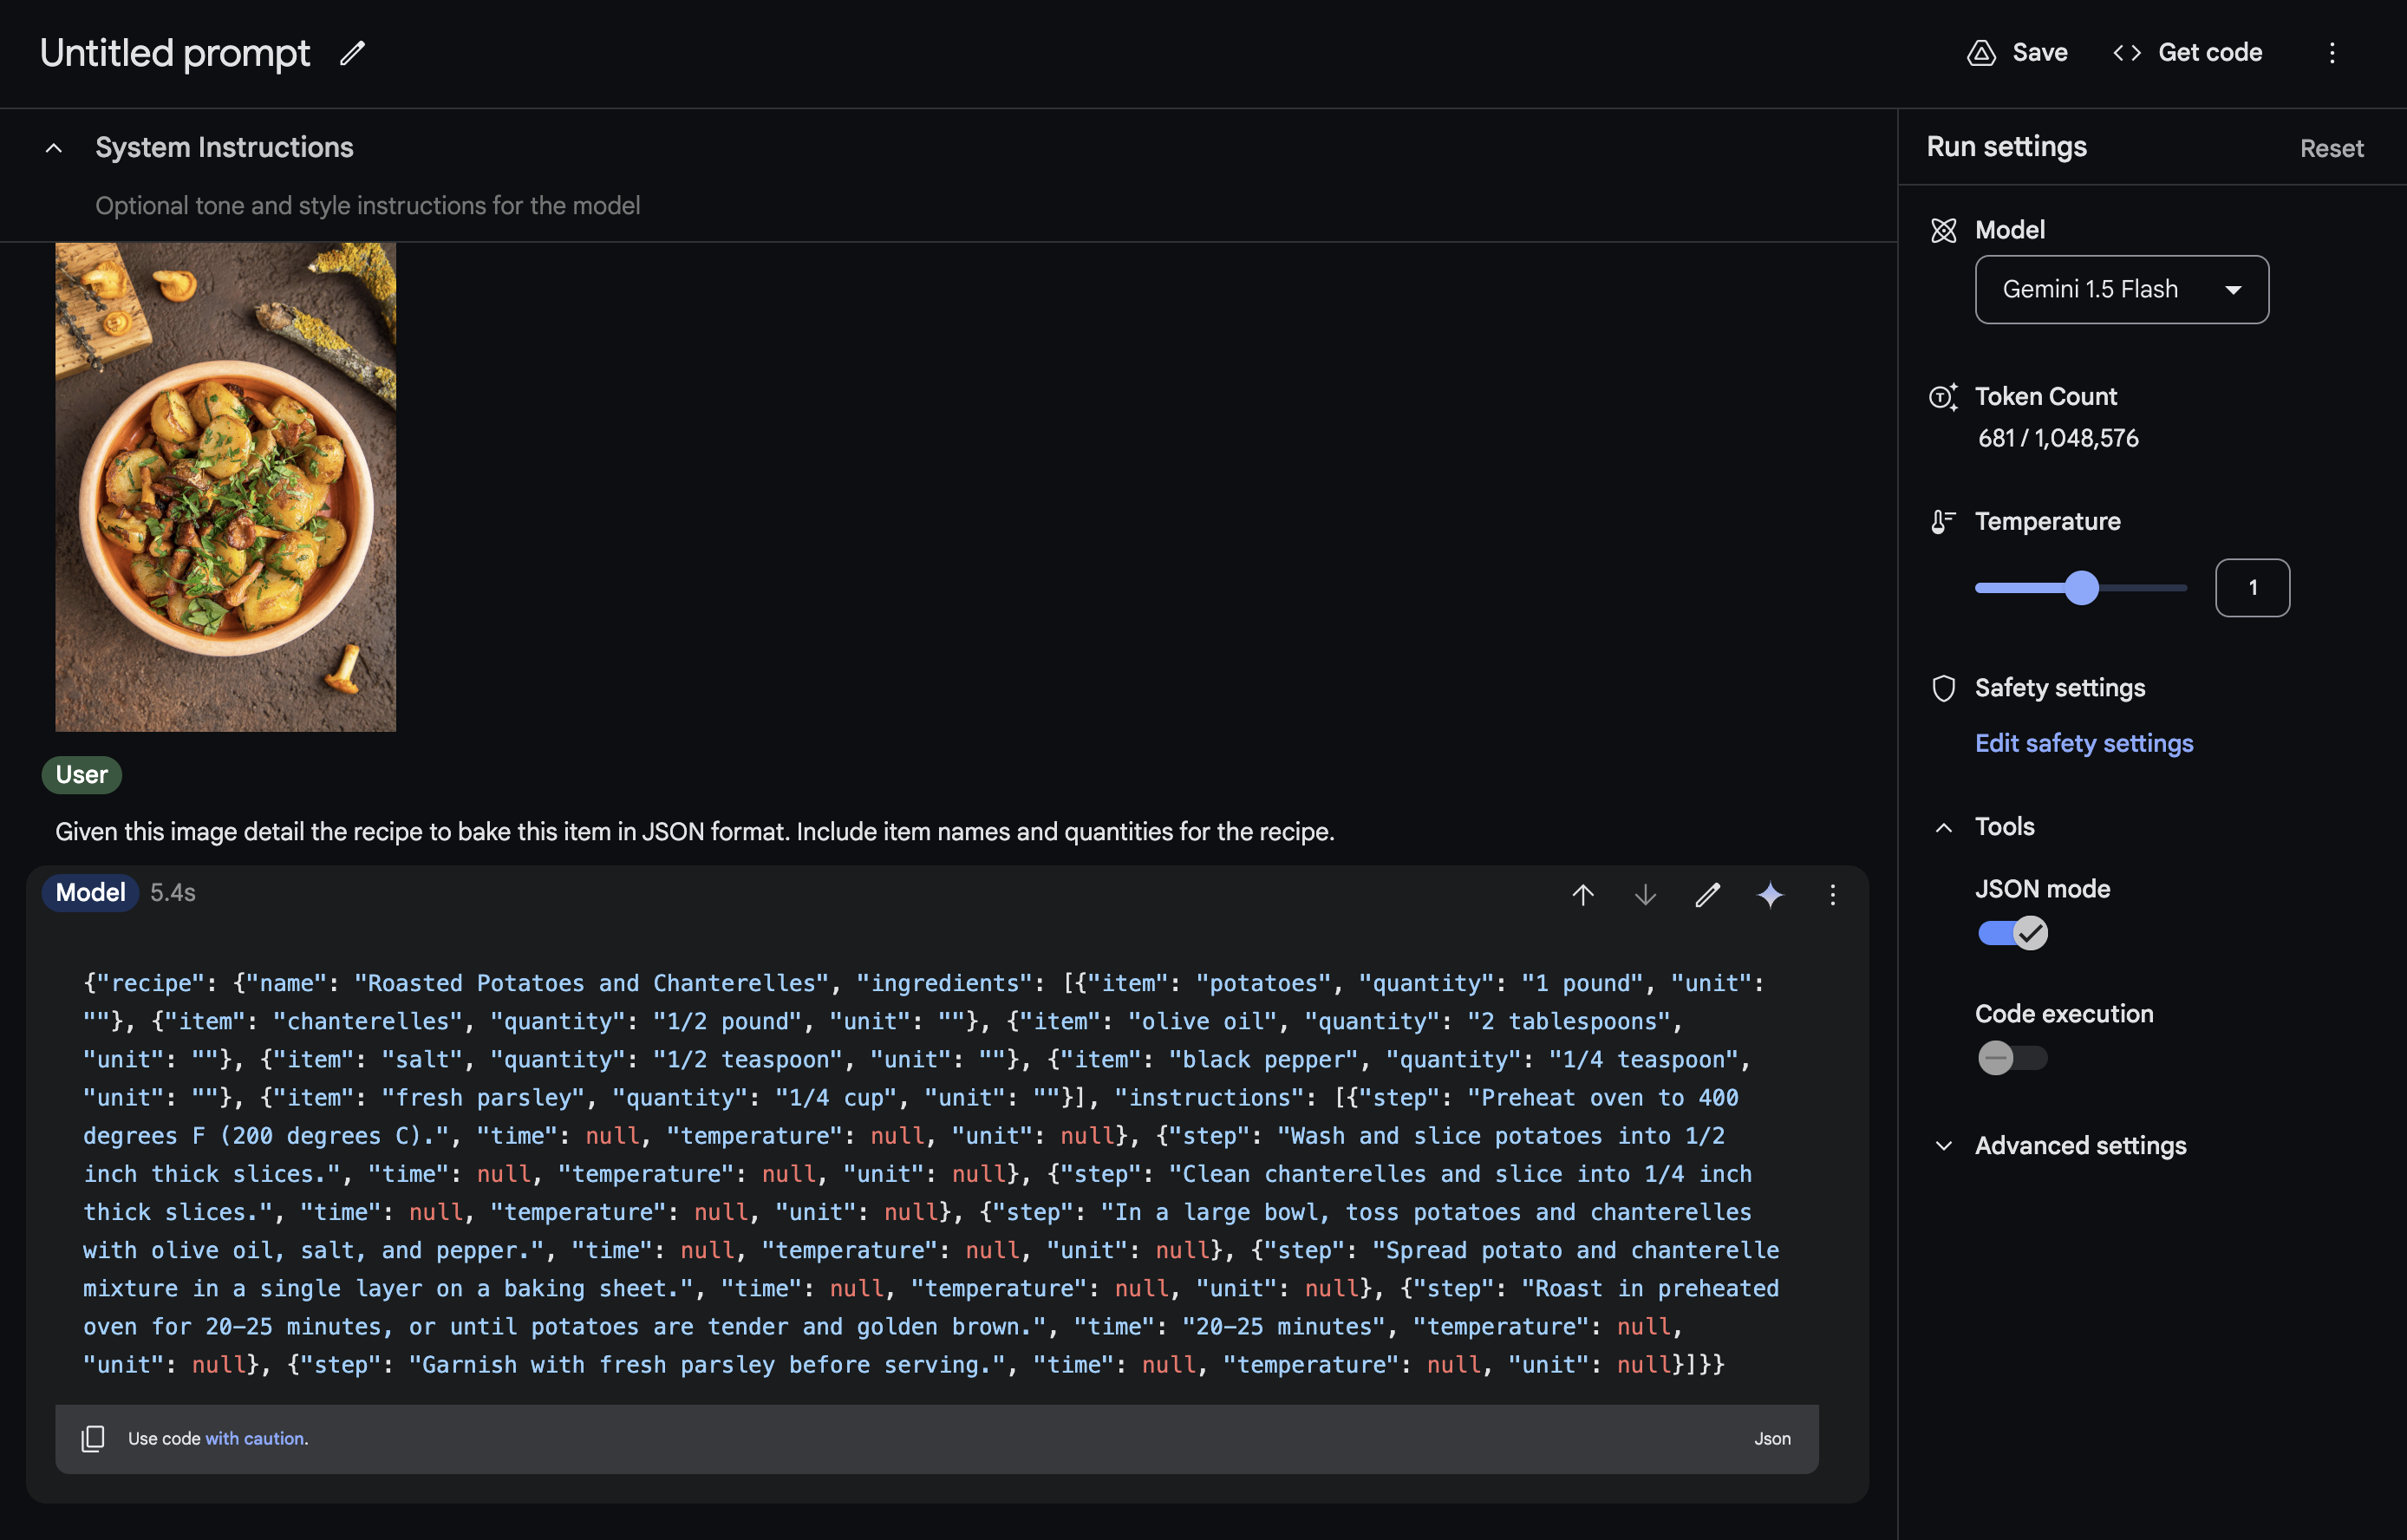 Untitled prompt
Save
Get code
System Instructions
Optional tone and style instructions for the model
User
Given this image detail the recipe to bake this item in JSON format. Include item names and quantities for the recipe.
Model 5.4s
{"recipe": {"name": "Roasted Potatoes and Chanterelles", "ingredients": [{"item": "potatoes", "quantity": "1 pound", "unit":
""}, {"item": "chanterelles", "quantity": "1/2 pound", "unit": ""}, {"item": "olive oil", "quantity": "2 tablespoons",
"unit": ""}, {"item": "salt", "quantity": "1/2 teaspoon", "unit": ""}, {"item": "black pepper", "quantity": "1/4 teaspoon",
"unit": ""}, {"item": "fresh parsley", "quantity": "1/4 cup", "unit": ""}], "instructions": [{"step": "Preheat oven to 400
degrees F (200 degrees C).", "time": null, "temperature": null, "unit": null}, {"step": "Wash and slice potatoes into 1/2
inch thick slices.", "time": null, "temperature": null, "unit": null}, {"step": "Clean chanterelles and slice into 1/4 inch
thick slices.", "time": null, "temperature": null, "unit": null}, {"step": "In a large bowl, toss potatoes and chanterelles
with olive oil, salt, and pepper.", "time": null, "temperature": null, "unit": null}, {"step": "Spread potato and chanterelle
mixture in a single layer on a baking sheet.", "time": null, "temperature": null, "unit": null}, {"step": "Roast in preheated
oven for 20-25 minutes, or until potatoes are tender and golden brown.", "time": "20-25 minutes", "temperature": null,
"unit": null}, {"step": "Garnish with fresh parsley before serving.", "time": null, "temperature": null, "unit": null}]}}
Use code with caution.
Json
Run settings
Reset
Model
Gemini 1.5 Flash
Token Count
681 / 1,048,576
Temperature
1
Safety settings
Edit safety settings
Tools
JSON mode
Code execution
Advanced settings